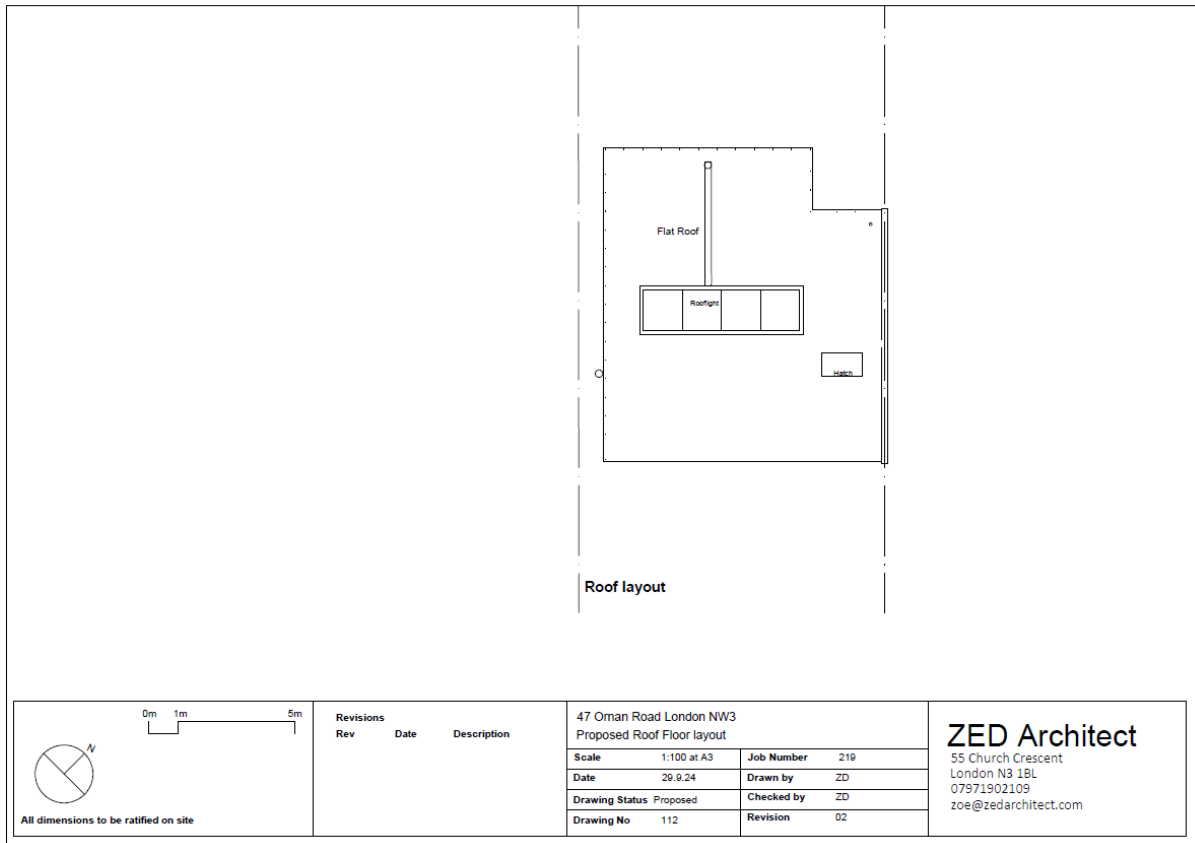 Flat Roof
Rooflight
Hatch
Roof layout
0m 1m 5m
N
All dimensions to be ratified on site
Revisions
Rev Date Description
47 Oman Road London NW3
Proposed Roof Floor layout
Scale 1:100 at A3 Job Number 219
Date 29.9.24 Drawn by ZD
Drawing Status Proposed Checked by ZD
Drawing No 112 Revision 02
ZED Architect
55 Church Crescent
London N3 1BL
07971902109
zoe@zedarchitect.com